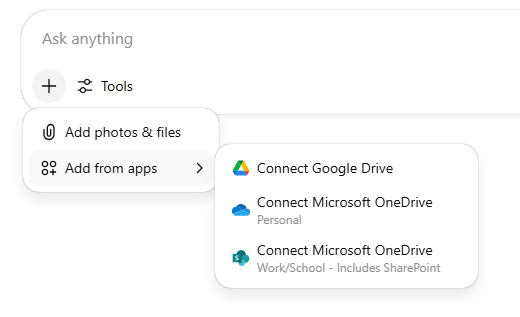 Ask anything
Tools
Add photos & files
Add from apps
Connect Google Drive
Connect Microsoft OneDrive
Personal
Connect Microsoft OneDrive
Work/School - Includes SharePoint